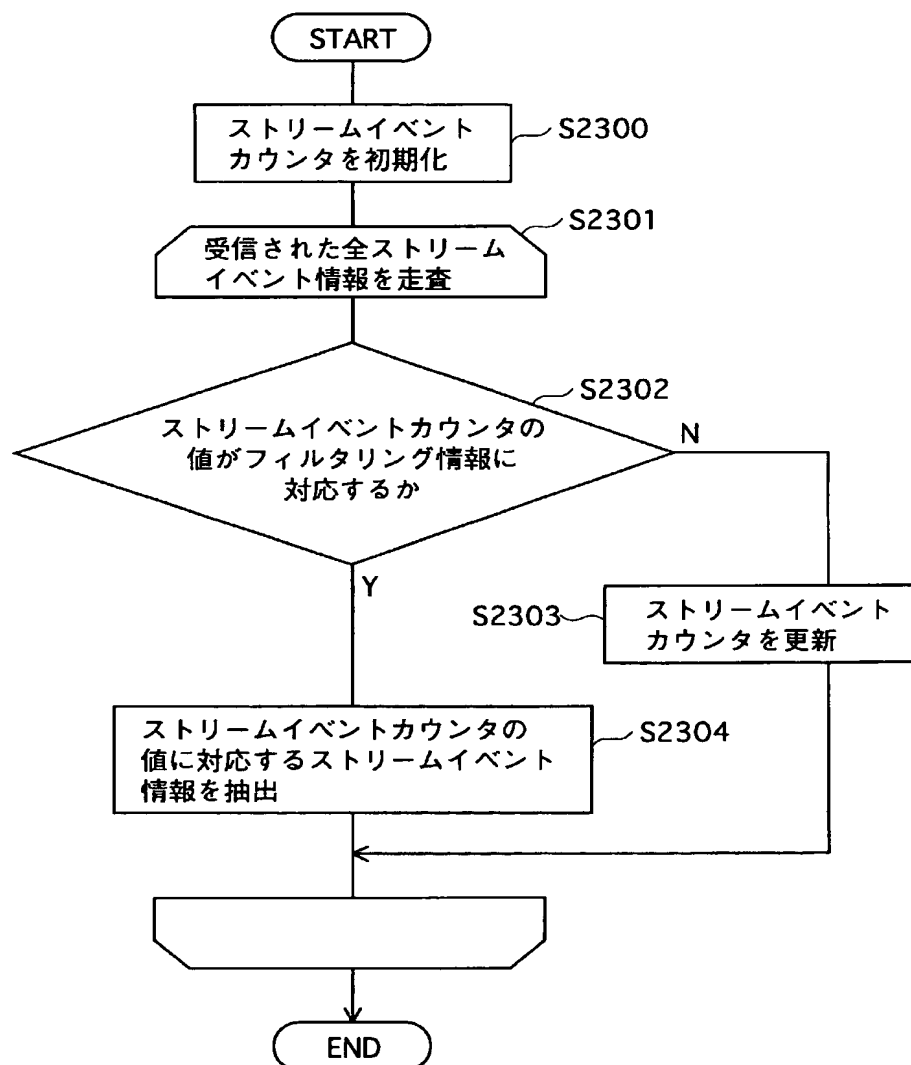 START
ストリームイベント
カウンタを初期化
S2300
S2301
受信された全ストリーム
イベント情報を走査
S2302
ストリームイベントカウンタの
値がフィルタリング情報に
対応するか
N
Y
S2303
ストリームイベント
カウンタを更新
ストリームイベントカウンタの
値に対応するストリームイベント
情報を抽出
S2304
END